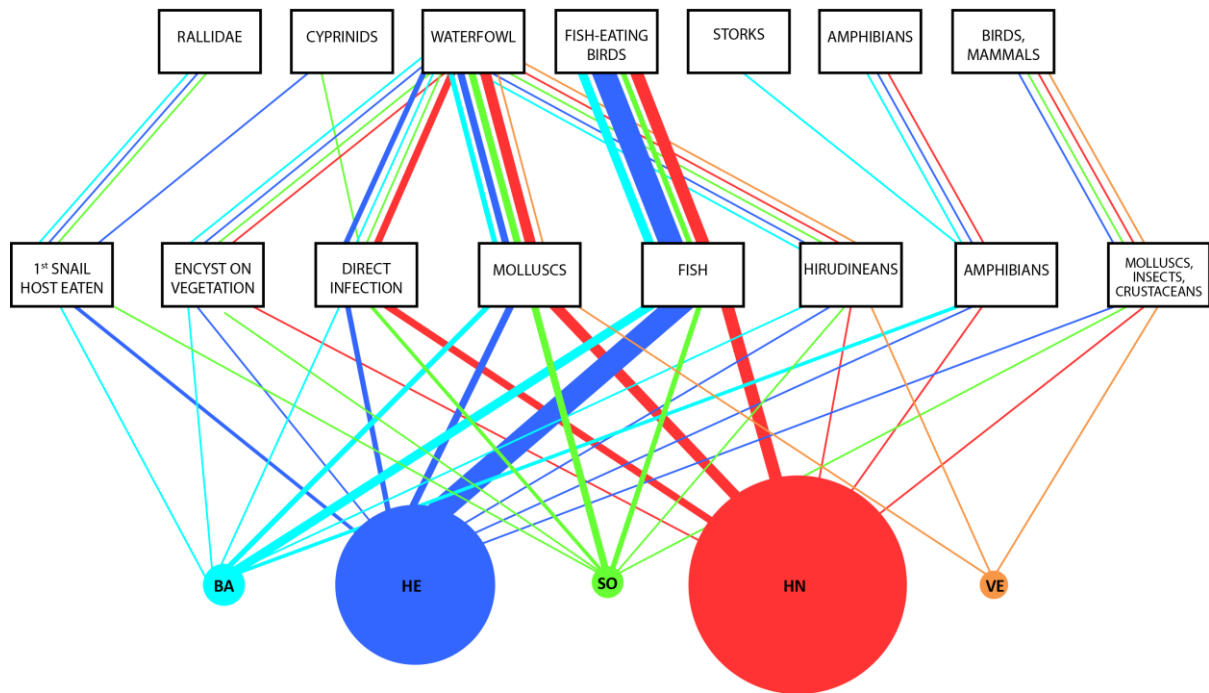 RALLIDAE
CYPRINIDS
WATERFOWL
FISH-EATING
BIRDS
STORKS
AMPHIBIANS
BIRDS,
MAMMALS
1st SNAIL
HOST EATEN
ENCYST ON
VEGETATION
DIRECT
INFECTION
MOLLUSCS
FISH
HIRUDINEANS
AMPHIBIANS
MOLLUSCS,
INSECTS,
CRUSTACEANS
BA
HE
SO
HN
VE